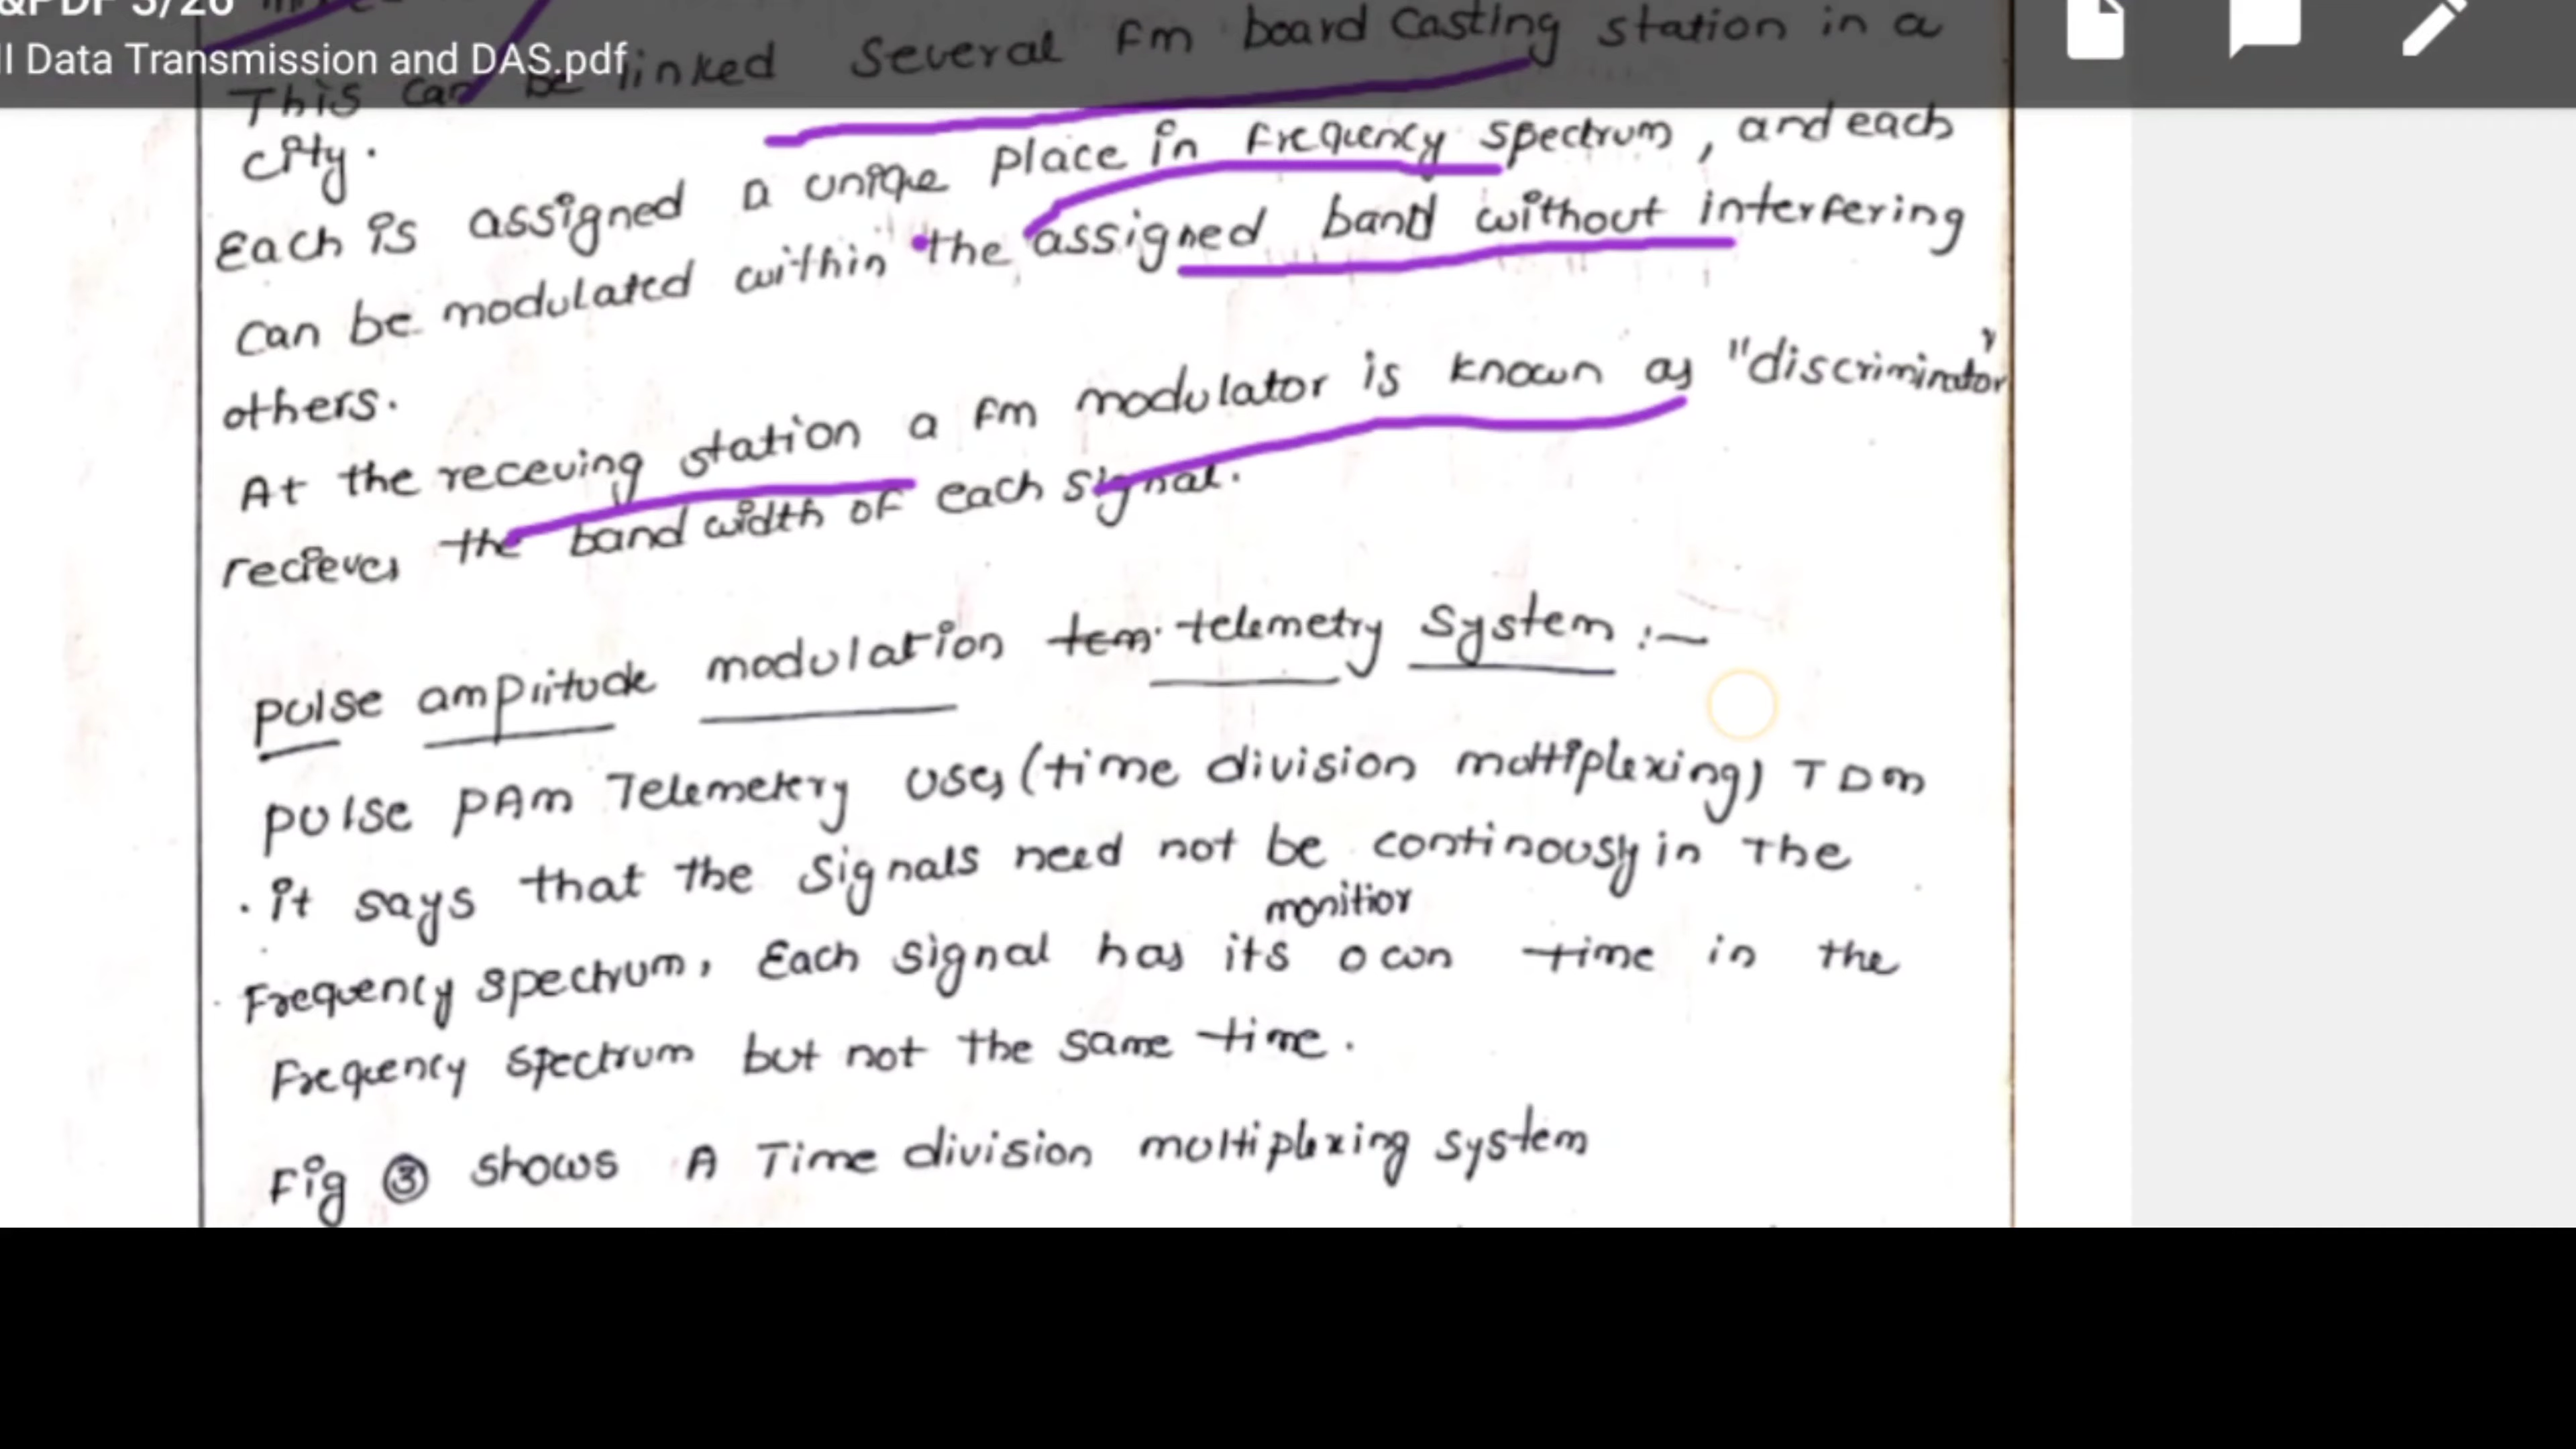 &PDF 3/26
II Data Transmission and DAS.pdf
This can be linked several Fm board casting station in a
city.
Each is assigned a unique place in frequency spectrum, and each
can be modulated within the assigned band without interfering
others.
At the receving station a Fm modulator is known as "discriminator"
recieves the band width of each signal.
pulse amplitude modulation tem telemetry system :-
pulse PAm Telemetery uses (time division multiplexing) TDm
. it says that the signals need not be continously in The
monitior
Frequency spectrum, Each signal has its own time in the
Frequency spectrum but not the same time.
Fig ③ shows A Time division multiplexing system